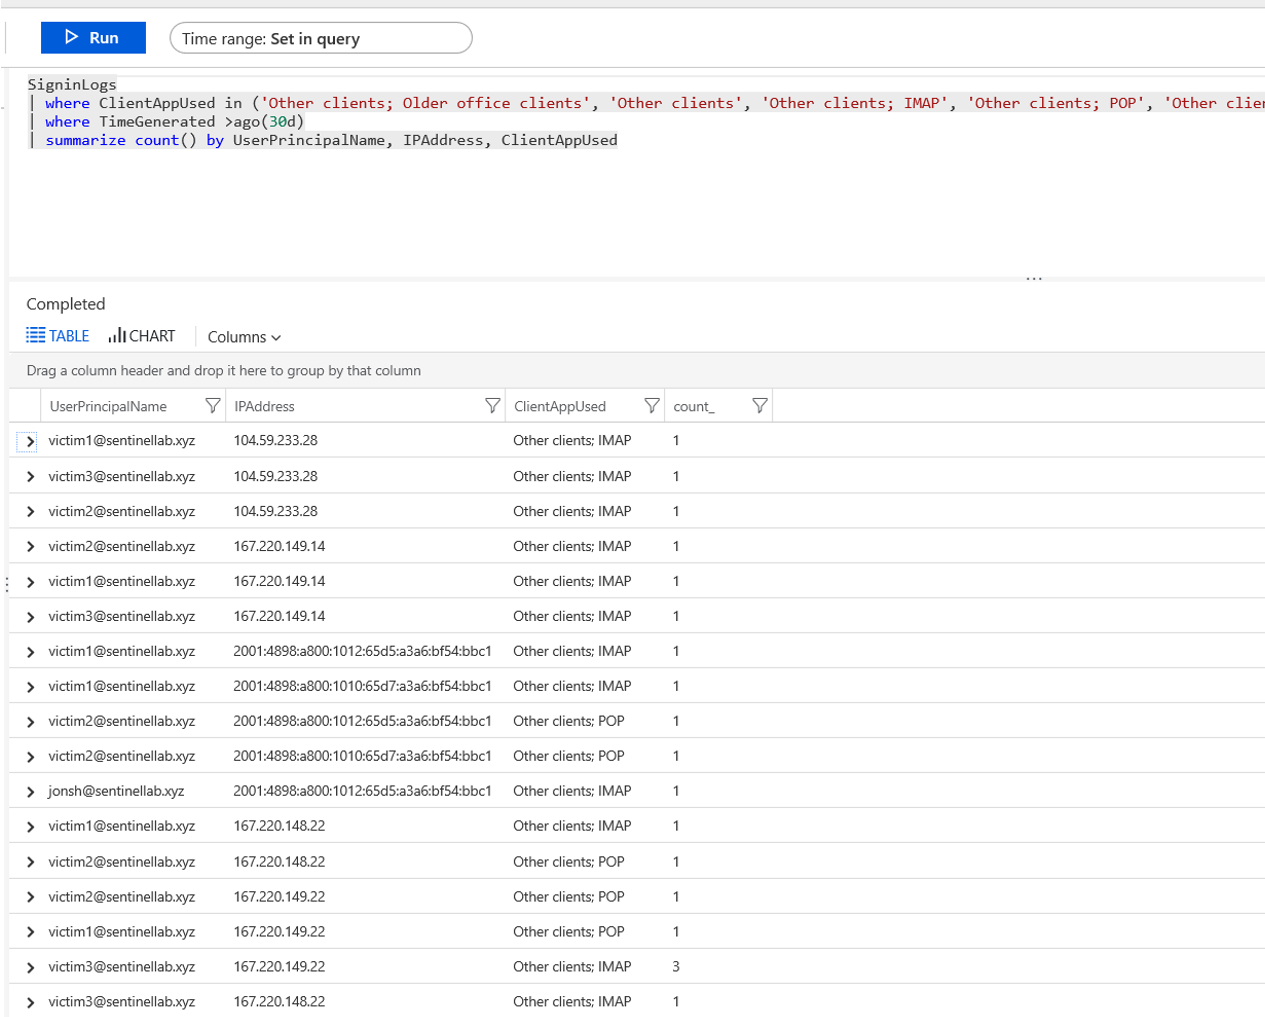 Run
Time range: Set in query
SigninLogs
| where ClientAppUsed in ('Other clients; Older office clients', 'Other clients', 'Other clients; IMAP', 'Other clients; POP', 'Other clie
| where TimeGenerated >ago(30d)
| summarize count() by UserPrincipalName, IPAddress, ClientAppUsed
Completed
TABLE CHART Columns
Drag a column header and drop it here to group by that column
UserPrincipalName IPAddress ClientAppUsed count_
victim1@sentinellab.xyz 104.59.233.28 Other clients; IMAP 1
victim3@sentinellab.xyz 104.59.233.28 Other clients; IMAP 1
victim2@sentinellab.xyz 104.59.233.28 Other clients; IMAP 1
victim2@sentinellab.xyz 167.220.149.14 Other clients; IMAP 1
victim1@sentinellab.xyz 167.220.149.14 Other clients; IMAP 1
victim3@sentinellab.xyz 167.220.149.14 Other clients; IMAP 1
victim1@sentinellab.xyz 2001:4898:a800:1012:65d5:a3a6:bf54:bbc1 Other clients; IMAP 1
victim1@sentinellab.xyz 2001:4898:a800:1010:65d7:a3a6:bf54:bbc1 Other clients; IMAP 1
victim2@sentinellab.xyz 2001:4898:a800:1012:65d5:a3a6:bf54:bbc1 Other clients; POP 1
victim2@sentinellab.xyz 2001:4898:a800:1010:65d7:a3a6:bf54:bbc1 Other clients; POP 1
jonsh@sentinellab.xyz 2001:4898:a800:1012:65d5:a3a6:bf54:bbc1 Other clients; IMAP 1
victim1@sentinellab.xyz 167.220.148.22 Other clients; IMAP 1
victim2@sentinellab.xyz 167.220.148.22 Other clients; POP 1
victim2@sentinellab.xyz 167.220.149.22 Other clients; POP 1
victim1@sentinellab.xyz 167.220.149.22 Other clients; POP 1
victim3@sentinellab.xyz 167.220.149.22 Other clients; IMAP 3
victim3@sentinellab.xyz 167.220.148.22 Other clients; IMAP 1